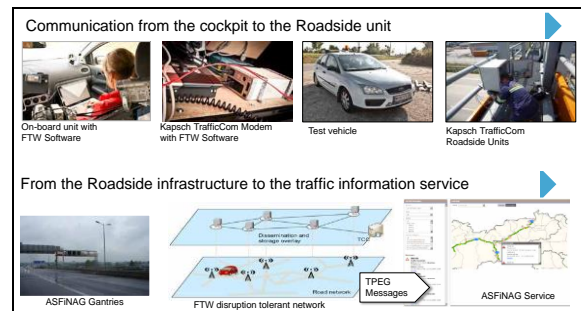 Communication from the cockpit to the Roadside unit
On-board unit with
FTW Software
Kapsch TrafficCom Modem
with FTW Software
Test vehicle
Kapsch TrafficCom
Roadside Units
From the Roadside infrastructure to the traffic information service
Dissemination and
storage overlay
TCC
Road network
TPEG
Messages
ASFiNAG Gantries
FTW disruption tolerant network
ASFiNAG Service